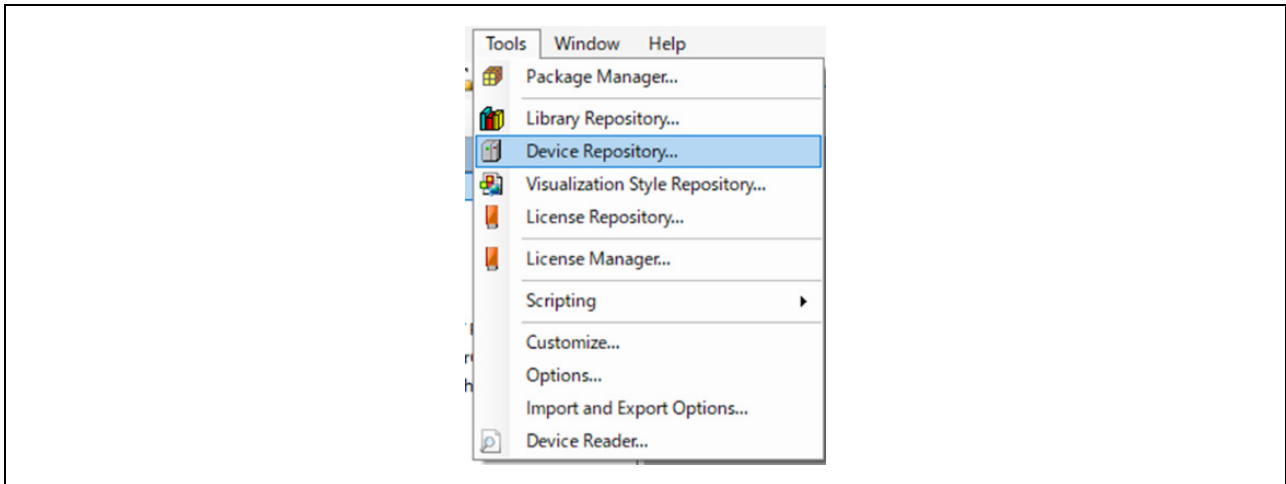 Tools Window Help
Package Manager...
Library Repository...
Device Repository...
Visualization Style Repository...
License Repository...
License Manager...
Scripting
Customize...
Options...
Import and Export Options...
Device Reader...